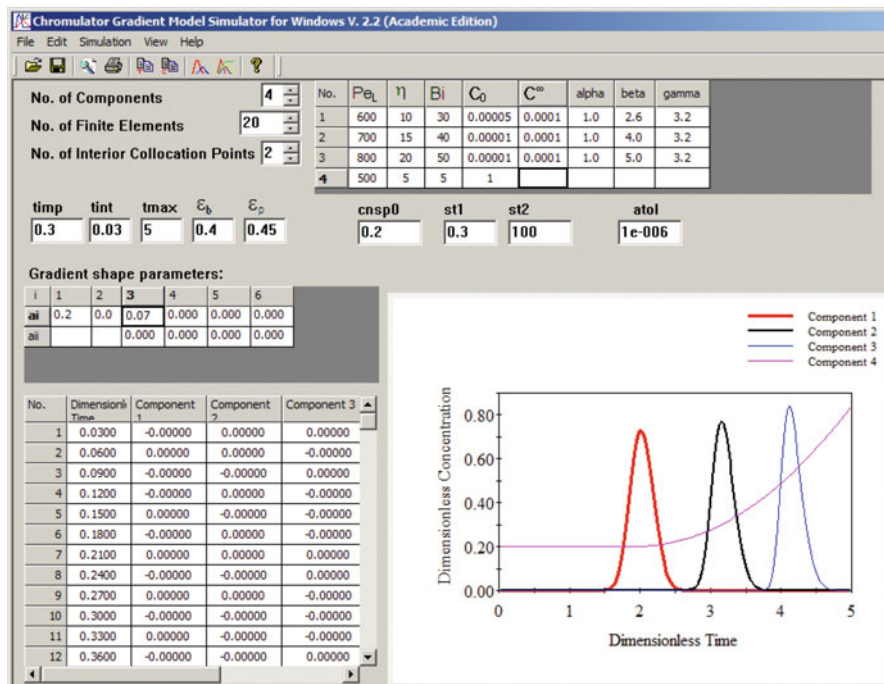 Chromulator Gradient Model Simulator for Windows V. 2.2 (Academic Edition)
File Edit Simulation View Help
No. of Components 4
No. of Finite Elements 20
No. of Interior Collocation Points 2
No. PeL η Bi C0 C∞ alpha beta gamma
1 600 10 30 0.00005 0.0001 1.0 2.6 3.2
2 700 15 40 0.00001 0.0001 1.0 4.0 3.2
3 800 20 50 0.00001 0.0001 1.0 5.0 3.2
4 500 5 5 1
timp tint tmax εb εp
0.3 0.03 5 0.4 0.45
cnsp0 st1 st2 atol
0.2 0.3 100 1e-006
Gradient shape parameters:
i 1 2 3 4 5 6
ai 0.2 0.0 0.07 0.000 0.000 0.000
aii 0.000 0.000 0.000 0.000
No. Dimensionl Component Component Component 3
Time 1 2
1 0.0300 -0.00000 0.00000 0.00000
2 0.0600 0.00000 0.00000 -0.00000
3 0.0900 -0.00000 -0.00000 0.00000
4 0.1200 -0.00000 0.00000 -0.00000
5 0.1500 0.00000 0.00000 -0.00000
6 0.1800 -0.00000 0.00000 -0.00000
7 0.2100 0.00000 0.00000 0.00000
8 0.2400 -0.00000 -0.00000 0.00000
9 0.2700 0.00000 0.00000 -0.00000
10 0.3000 -0.00000 -0.00000 -0.00000
11 0.3300 0.00000 -0.00000 -0.00000
12 0.3600 -0.00000 -0.00000 0.00000
Component 1
Component 2
Component 3
Component 4
Dimensionless Concentration
0.80
0.60
0.40
0.20
0.00
0 1 2 3 4 5
Dimensionless Time